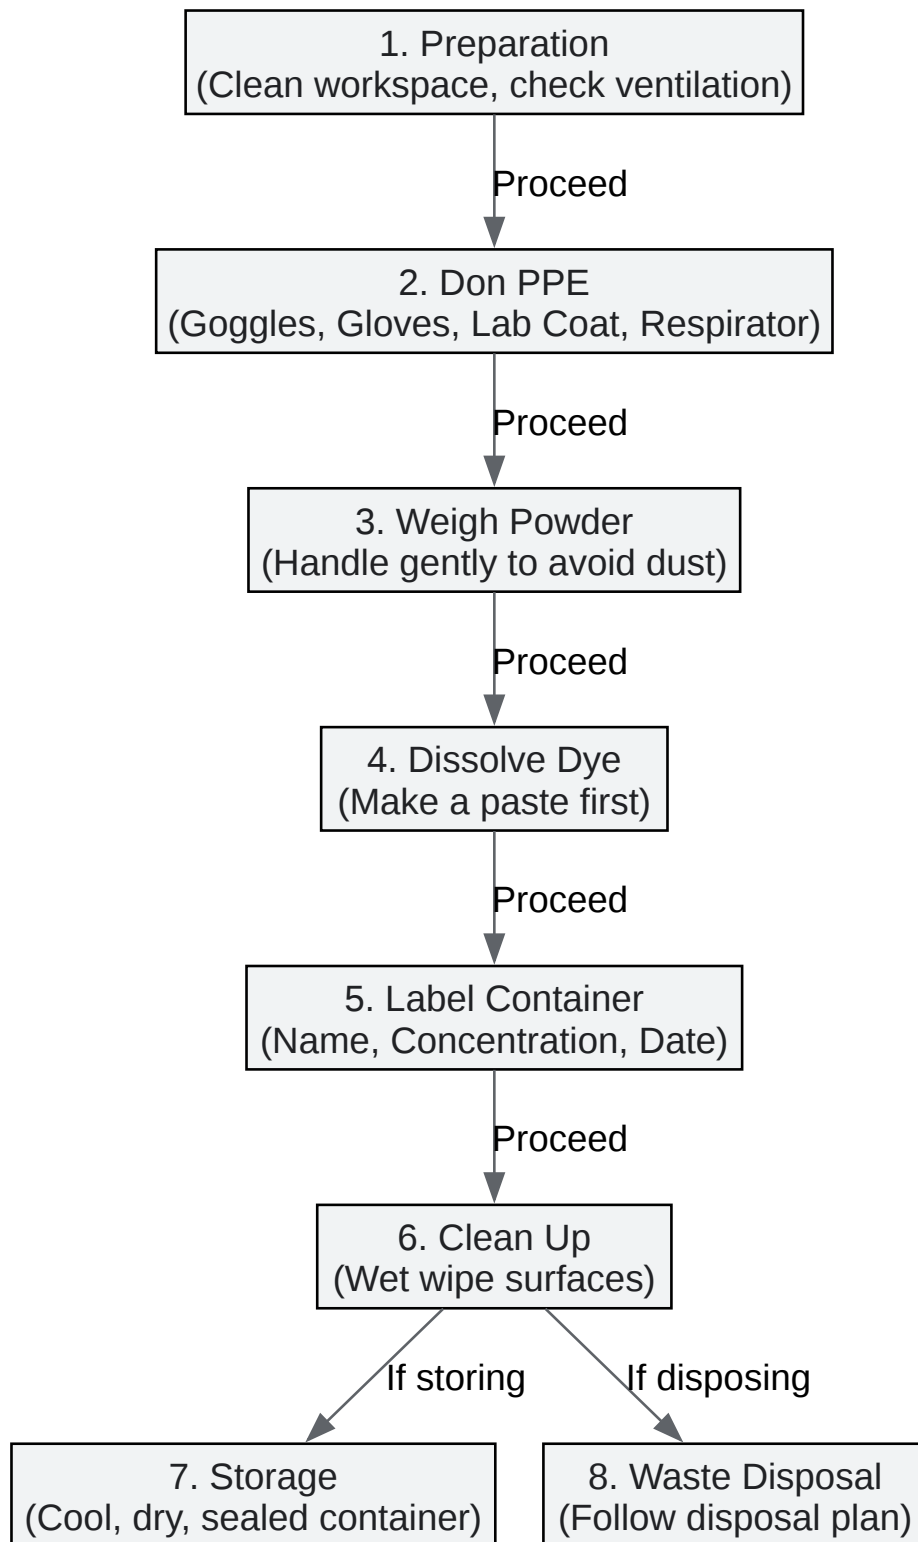 1. Preparation
(Clean workspace, check ventilation)
Proceed
2. Don PPE
(Goggles, Gloves, Lab Coat, Respirator)
Proceed
3. Weigh Powder
(Handle gently to avoid dust)
Proceed
4. Dissolve Dye
(Make a paste first)
Proceed
5. Label Container
(Name, Concentration, Date)
Proceed
6. Clean Up
(Wet wipe surfaces)
If storing
If disposing
7. Storage
(Cool, dry, sealed container)
8. Waste Disposal
(Follow disposal plan)